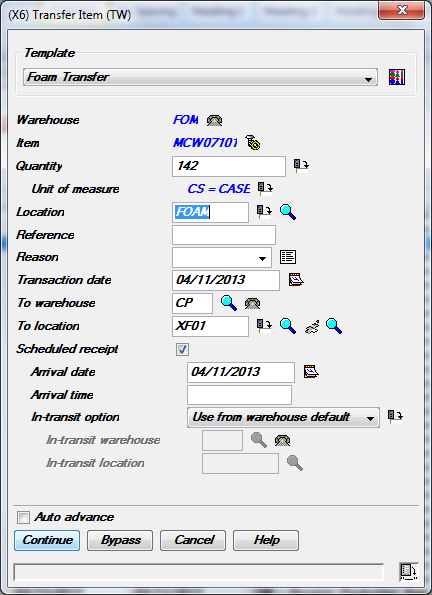 (X6) Transfer Item (TW)
Template
Foam Transfer
Warehouse FOM
Item MCW07101
Quantity 142
Unit of measure CS = CASE
Location FOAM
Reference
Reason
Transaction date 04/11/2013
To warehouse CP
To location XF01
Scheduled receipt
Arrival date 04/11/2013
Arrival time
In-transit option Use from warehouse default
In-transit warehouse
In-transit location
Auto advance
Continue Bypass Cancel Help